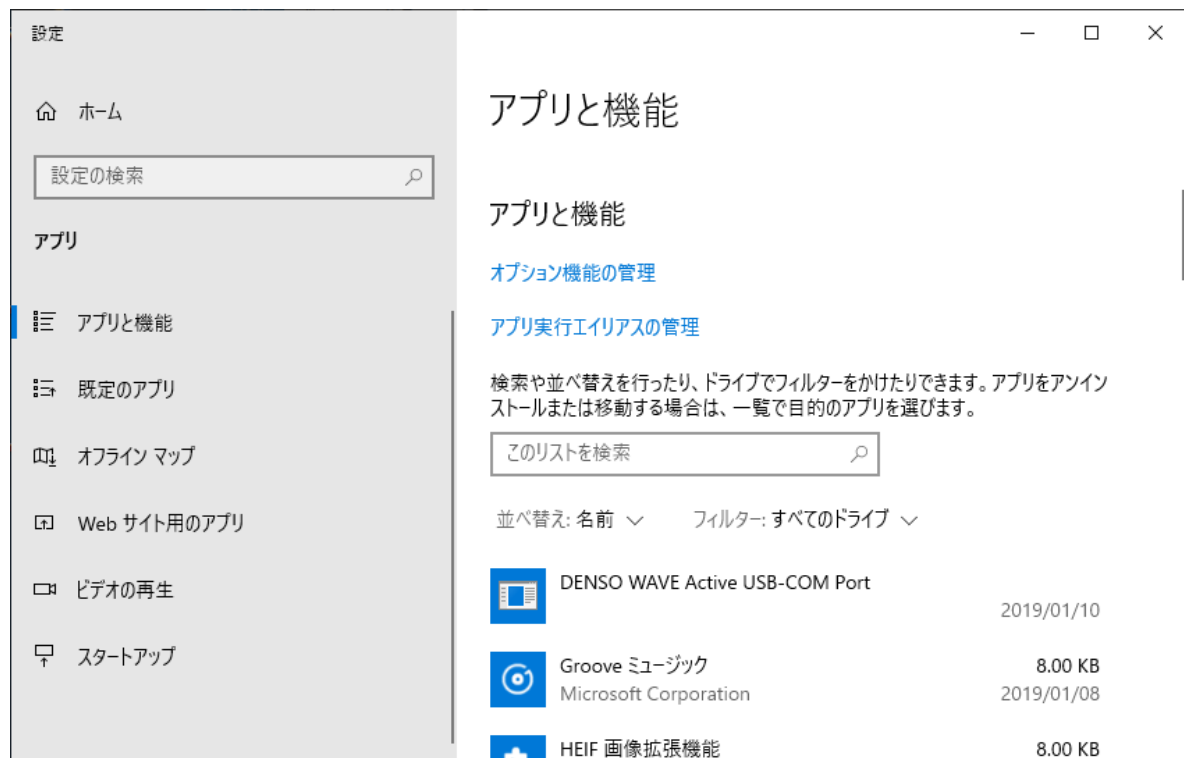 設定
ホーム
設定の検索
アプリ
アプリと機能
既定のアプリ
オフライン マップ
Web サイト用のアプリ
ビデオの再生
スタートアップ
アプリと機能
アプリと機能
オプション機能の管理
アプリ実行エイリアスの管理
検索や並べ替えを行ったり、ドライブでフィルターをかけたりできます。アプリをアンイン
ストールまたは移動する場合は、一覧で目的のアプリを選びます。
このリストを検索
並べ替え: 名前 フィルター: すべてのドライブ
DENSO WAVE Active USB-COM Port
2019/01/10
Groove ミュージック 8.00 KB
Microsoft Corporation 2019/01/08
HEIF 画像拡張機能 8.00 KB